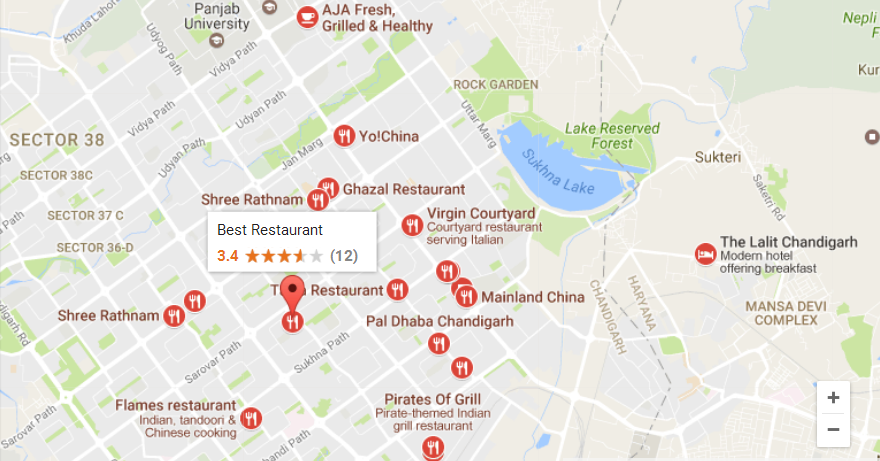 Panjab
University
AJA Fresh,
Grilled & Healthy
Khuda Lahore
Udyog Path
Vidya Path
Nepli
Kur
ROCK GARDEN
Udyan Path
Uttar Marg
Vidya Path
SECTOR 38
Yo!China
Lake Reserved
Forest
Udyan Path
Jan Marg
Sukteri
SECTOR 38C
Sukhna Lake
Ghazal Restaurant
Shree Rathnam
Saketri Rd
SECTOR 37 C
Virgin Courtyard
Courtyard restaurant
serving Italian
Best Restaurant
3.4 (12)
SECTOR 36-D
The Lalit Chandigarh
Modern hotel
offering breakfast
Restaurant
Mainland China
CHANDIGARH
HARYANA
MANSA DEVI
COMPLEX
Shree Rathnam
Pal Dhaba Chandigarh
Sarovar Path
Sukhna Path
Flames restaurant
Indian, tandoori &
Chinese cooking
Pirates Of Grill
Pirate-themed Indian
grill restaurant
Sarovar Path
+
−